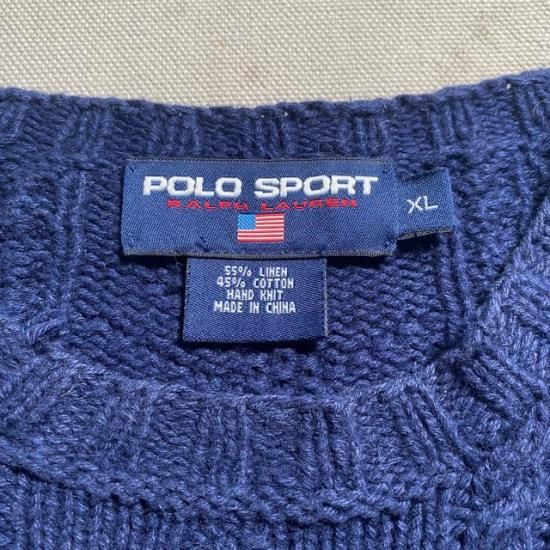 POLO SPORT
RALPH LAUREN
XL
55% LINEN
45% COTTON
HAND KNIT
MADE IN CHINA